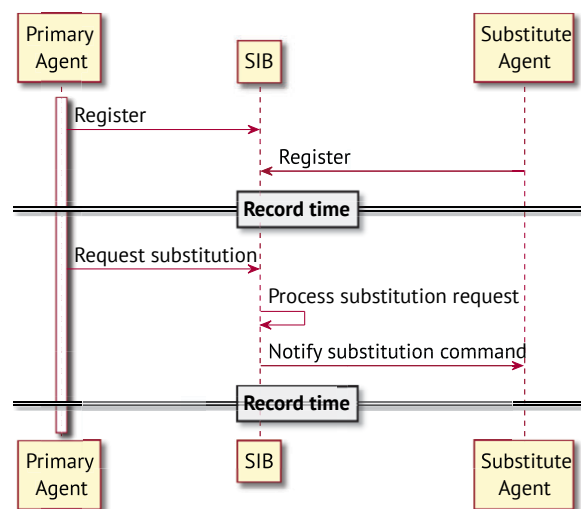 Primary
Agent
SIB
Substitute
Agent
Register
Register
Record time
Request substitution
Process substitution request
Notify substitution command
Record time
Primary
Agent
SIB
Substitute
Agent